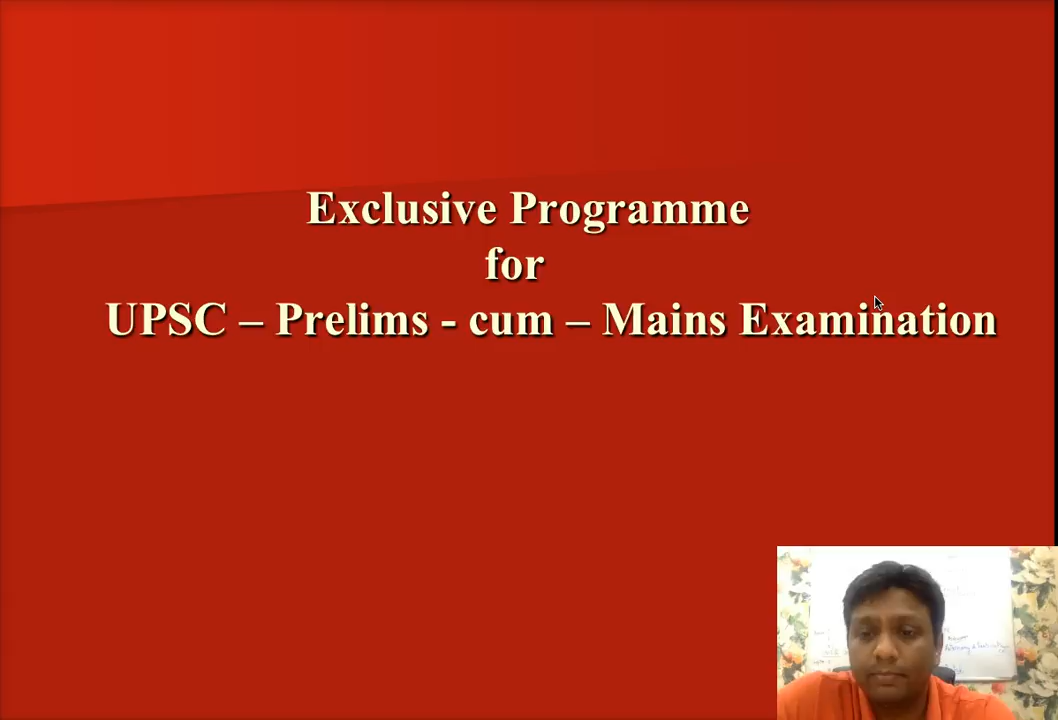 Exclusive Programme
for
UPSC – Prelims - cum – Mains Examination